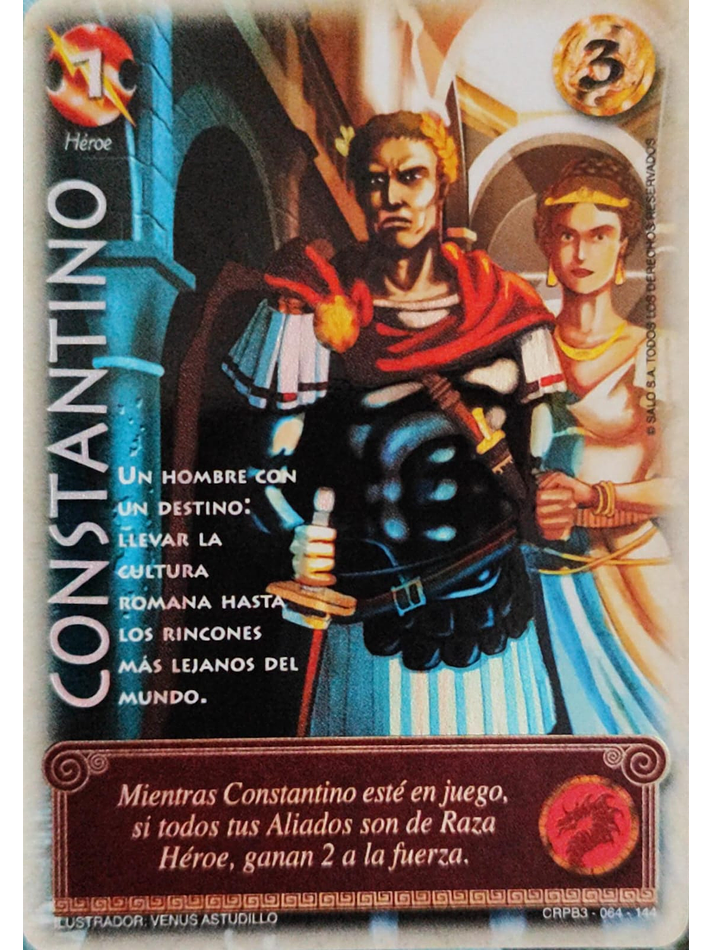 1
3
Héroe
CONSTANTINO
© SALO S.A. TODOS LOS DERECHOS RESERVADOS
UN HOMBRE CON
UN DESTINO:
LLEVAR LA
CULTURA
ROMANA HASTA
LOS RINCONES
MÁS LEJANOS DEL
MUNDO.
Mientras Constantino esté en juego,
si todos tus Aliados son de Raza
Héroe, ganan 2 a la fuerza.
ILUSTRADOR: VENUS ASTUDILLO
CRPB3 - 064 - 144